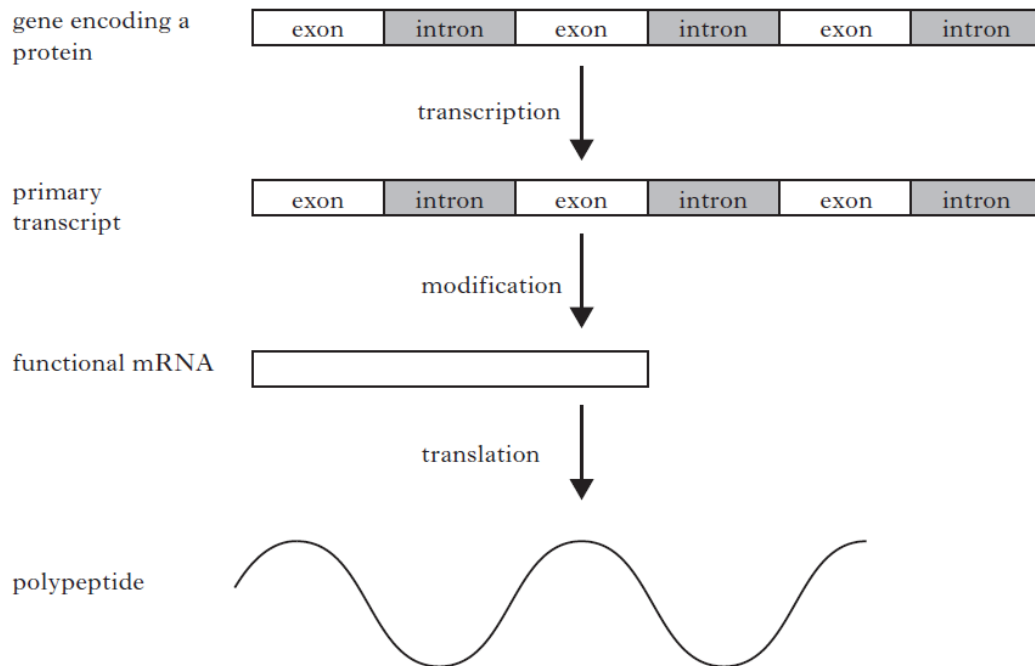 gene encoding a
protein
exon intron exon intron exon intron
transcription
primary
transcript
exon intron exon intron exon intron
modification
functional mRNA
translation
polypeptide